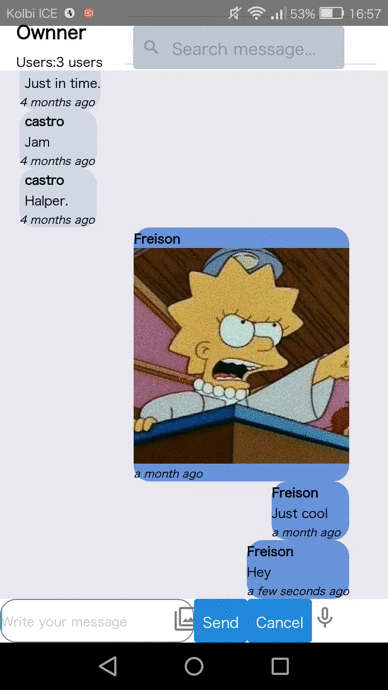 Kolbi ICE 53% 16:57
Ownner
Search message...
Users:3 users
Just in time.
4 months ago
castro
Jam
4 months ago
castro
Halper.
4 months ago
Freison
a month ago
Freison
Just cool
a month ago
Freison
Hey
a few seconds ago
Write your message
Send
Cancel